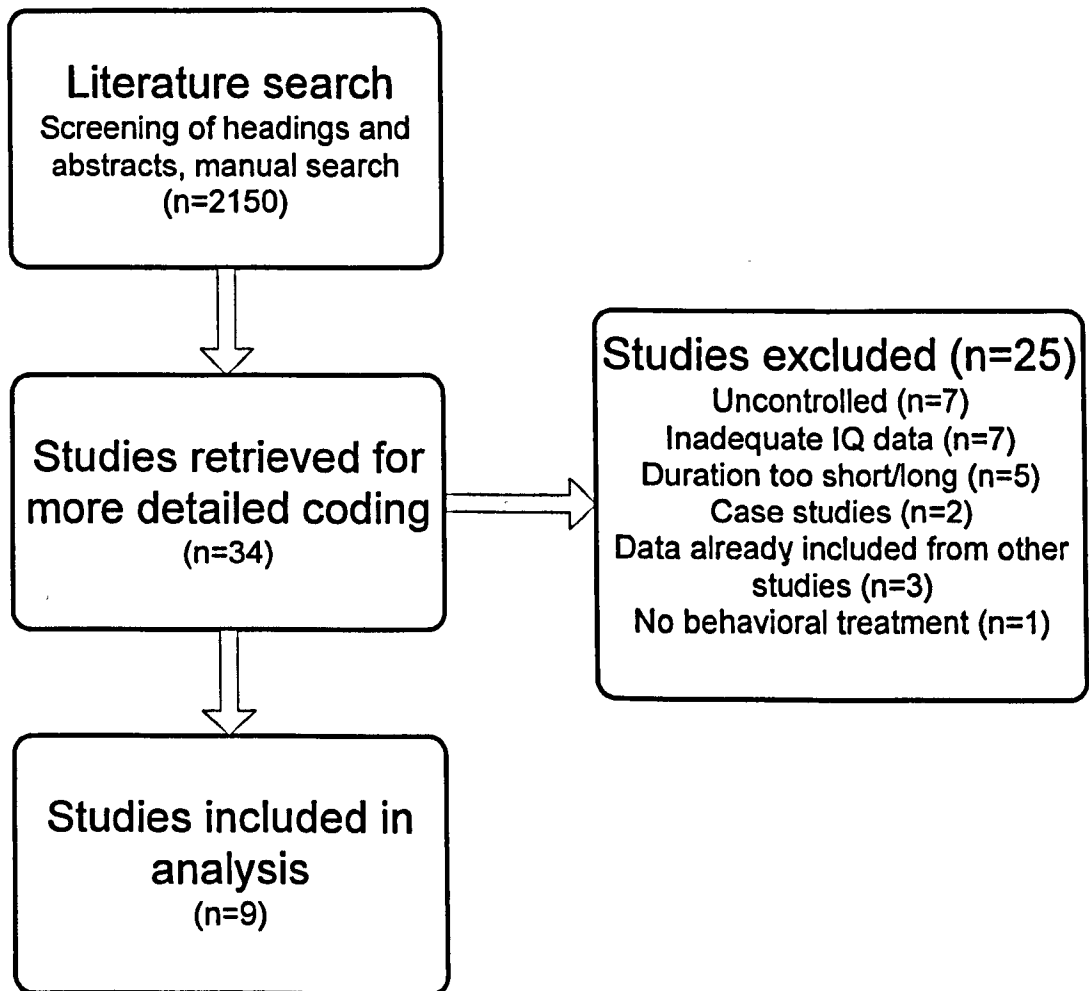 Literature search
Screening of headings and
abstracts, manual search
(n=2150)
Studies retrieved for
more detailed coding
(n=34)
Studies excluded (n=25)
Uncontrolled (n=7)
Inadequate IQ data (n=7)
Duration too short/long (n=5)
Case studies (n=2)
Data already included from other
studies (n=3)
No behavioral treatment (n=1)
Studies included in
analysis
(n=9)